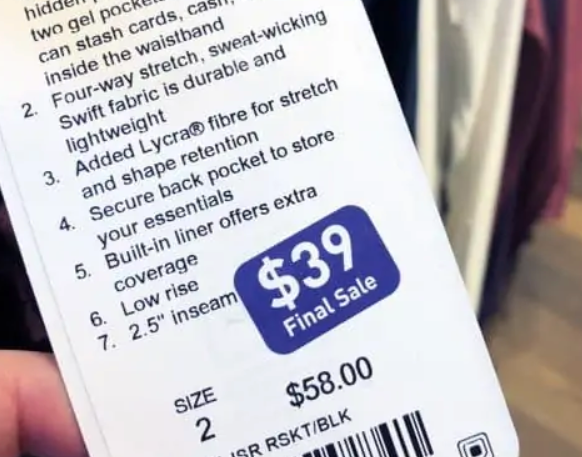 hidden
two gel pockets
can stash cards, cash,
inside the waistband
2. Four-way stretch, sweat-wicking
Swift fabric is durable and
lightweight
3. Added Lycra® fibre for stretch
and shape retention
4. Secure back pocket to store
your essentials
5. Built-in liner offers extra
coverage
6. Low rise
7. 2.5" inseam
$39
Final Sale
SIZE
2
$58.00
SR RSKT/BLK